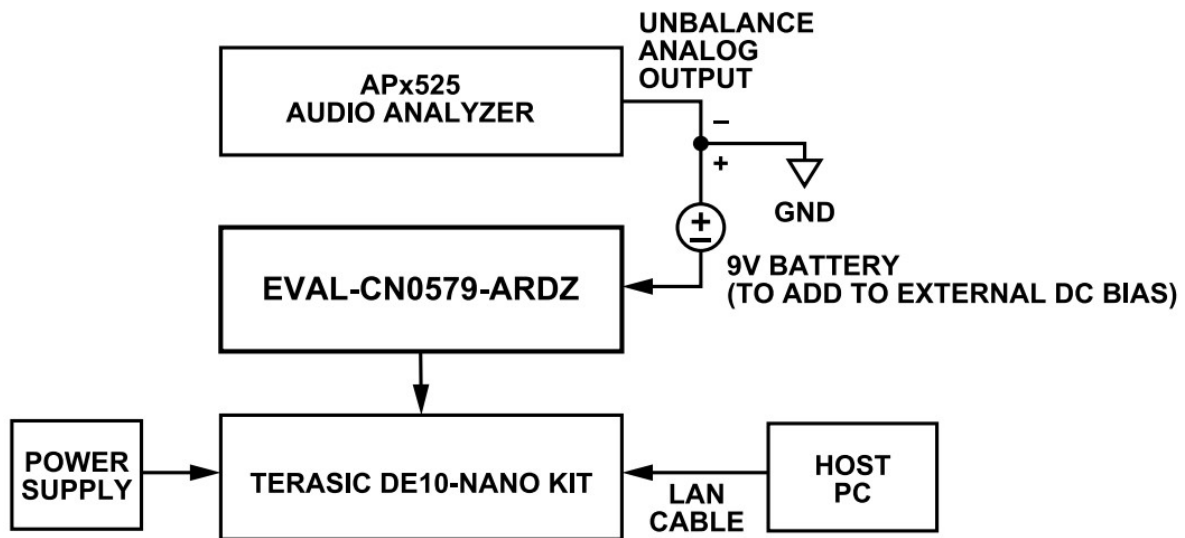 UNBALANCE
ANALOG
OUTPUT
APx525
AUDIO ANALYZER
–
+
GND
+
–
9V BATTERY
(TO ADD TO EXTERNAL DC BIAS)
EVAL-CN0579-ARDZ
POWER
SUPPLY
TERASIC DE10-NANO KIT
LAN
CABLE
HOST
PC